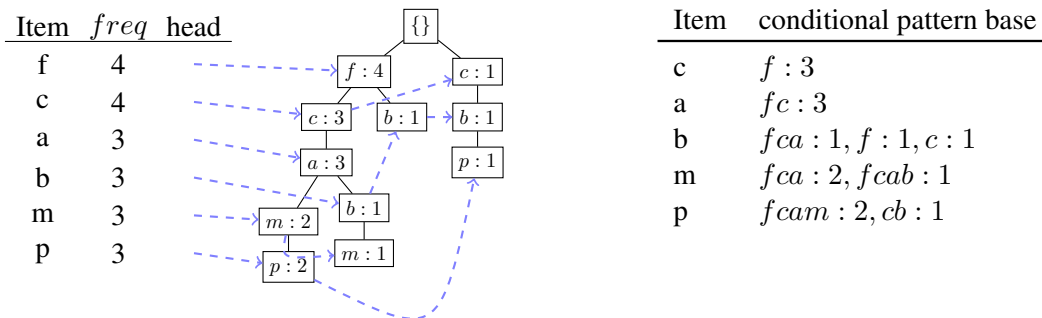 Item freq head
f 4
c 4
a 3
b 3
m 3
p 3
{}
f : 4
c : 1
c : 3
b : 1
b : 1
a : 3
p : 1
m : 2
b : 1
p : 2
m : 1
Item conditional pattern base
c f : 3
a fc : 3
b fca : 1, f : 1, c : 1
m fca : 2, fcab : 1
p fcam : 2, cb : 1